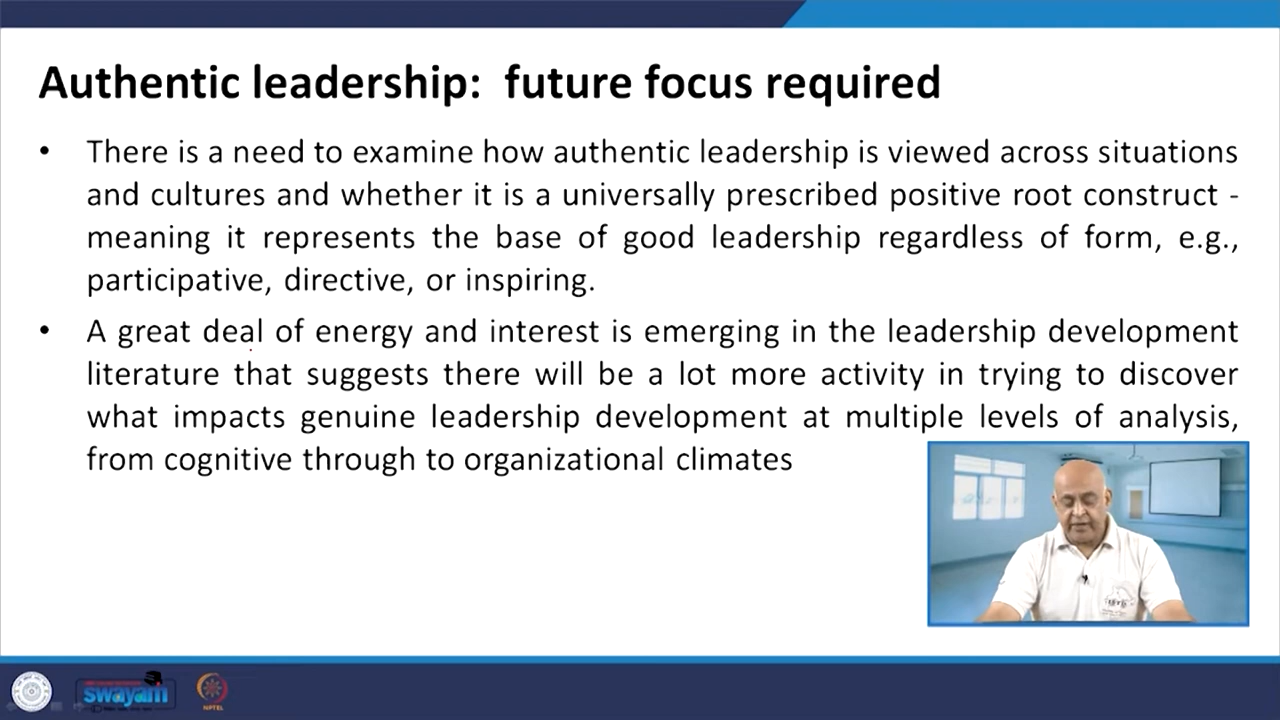 Authentic leadership: future focus required
• There is a need to examine how authentic leadership is viewed across situations
and cultures and whether it is a universally prescribed positive root construct -
meaning it represents the base of good leadership regardless of form, e.g.,
participative, directive, or inspiring.
• A great deal of energy and interest is emerging in the leadership development
literature that suggests there will be a lot more activity in trying to discover
what impacts genuine leadership development at multiple levels of analysis,
from cognitive through to organizational climates
swayam
NPTEL